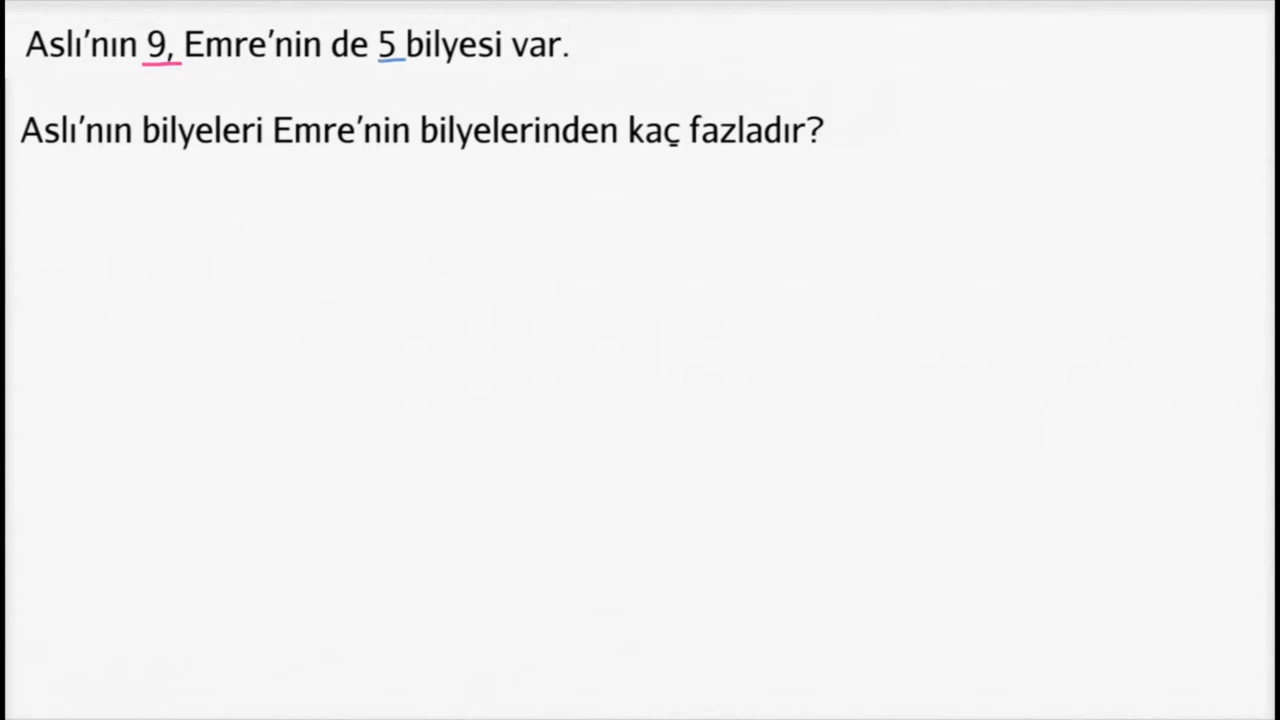 Aslı’nın 9, Emre’nin de 5 bilyesi var.
Aslı’nın bilyeleri Emre’nin bilyelerinden kaç fazladır?